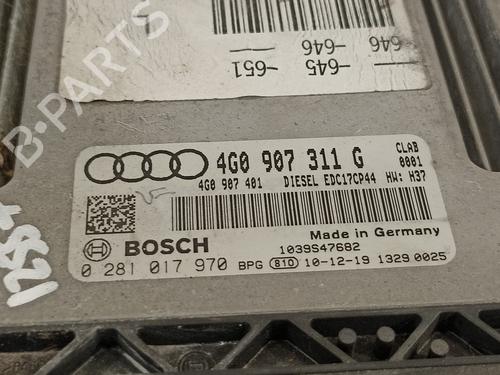 B-PARTS
-651 -645 -646 646
4G0 907 311 G CLAB
0001
4G0 907 401 DIESEL EDC17CP44 HW: H37
Made in Germany
BOSCH 1039S47682
0 281 017 970 BPG 810 10-12-19 1329 0025